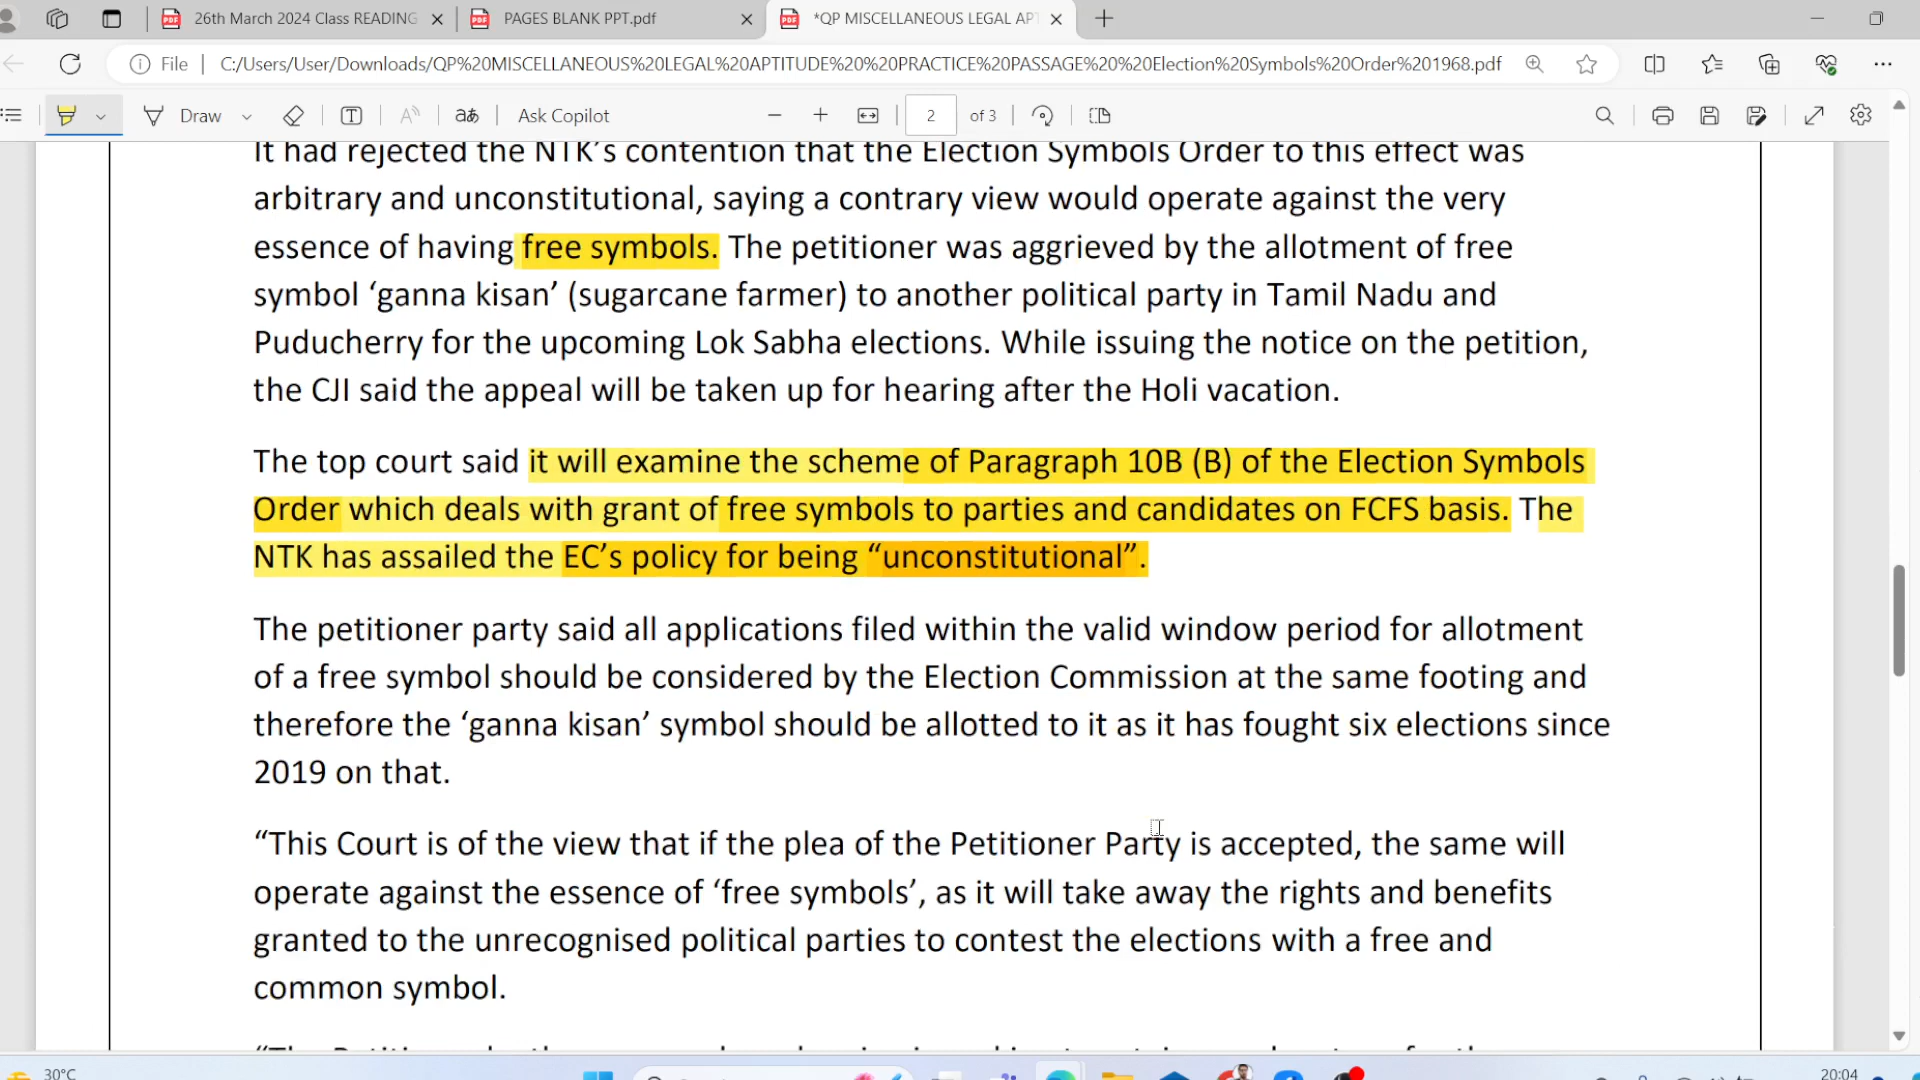 26th March 2024 Class READING
PAGES BLANK PPT.pdf
*QP MISCELLANEOUS LEGAL APT
File | C:/Users/User/Downloads/QP%20MISCELLANEOUS%20LEGAL%20APTITUDE%20%20PRACTICE%20PASSAGE%20%20Election%20Symbols%20Order%201968.pdf
Draw
Ask Copilot
2 of 3
It had rejected the NTK's contention that the Election Symbols Order to this effect was
arbitrary and unconstitutional, saying a contrary view would operate against the very
essence of having free symbols. The petitioner was aggrieved by the allotment of free
symbol ‘ganna kisan’ (sugarcane farmer) to another political party in Tamil Nadu and
Puducherry for the upcoming Lok Sabha elections. While issuing the notice on the petition,
the CJI said the appeal will be taken up for hearing after the Holi vacation.
The top court said it will examine the scheme of Paragraph 10B (B) of the Election Symbols
Order which deals with grant of free symbols to parties and candidates on FCFS basis. The
NTK has assailed the EC’s policy for being “unconstitutional”.
The petitioner party said all applications filed within the valid window period for allotment
of a free symbol should be considered by the Election Commission at the same footing and
therefore the ‘ganna kisan’ symbol should be allotted to it as it has fought six elections since
2019 on that.
“This Court is of the view that if the plea of the Petitioner Party is accepted, the same will
operate against the essence of ‘free symbols’, as it will take away the rights and benefits
granted to the unrecognised political parties to contest the elections with a free and
common symbol.
30°C
20:04